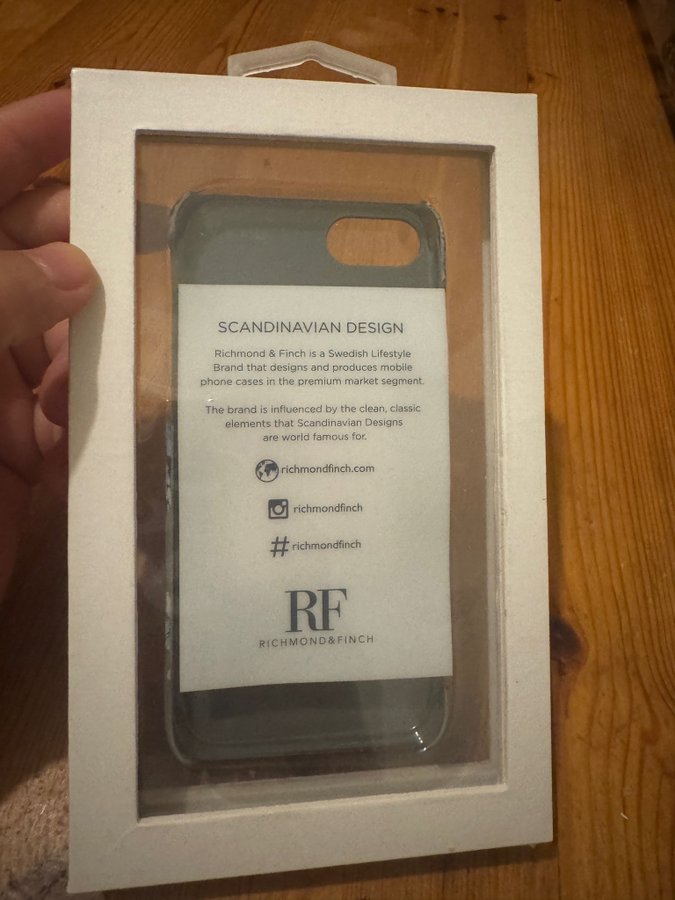 SCANDINAVIAN DESIGN
Richmond & Finch is a Swedish Lifestyle
Brand that designs and produces mobile
phone cases in the premium market segment.
The brand is influenced by the clean, classic
elements that Scandinavian Designs
are world famous for.
richmondfinch.com
richmondfinch
# richmondfinch
RF
RICHMOND&FINCH